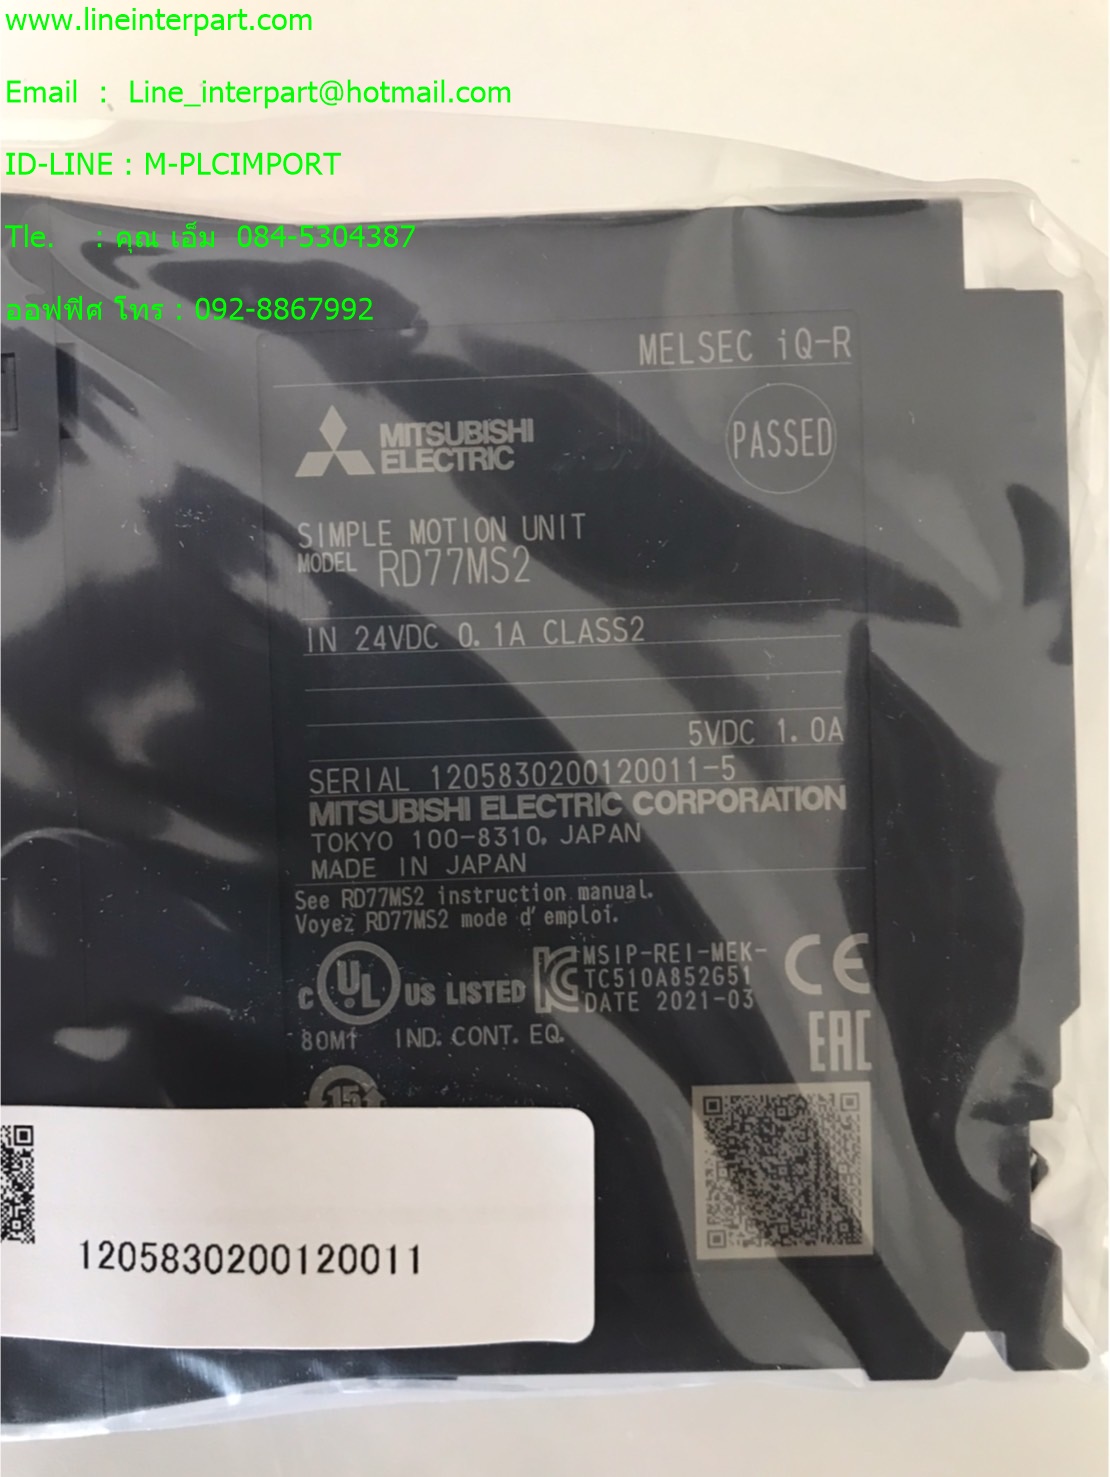 www.lineinterpart.com
Email : Line_interpart@hotmail.com
ID-LINE : M-PLCIMPORT
Tle. : คุณ เอ็ม 084-5304387
ออฟฟิศ โทร : 092-8867992
MELSEC iQ-R
MITSUBISHI
ELECTRIC
PASSED
SIMPLE MOTION UNIT
MODEL RD77MS2
IN 24VDC 0.1A CLASS2
5VDC 1.0A
SERIAL 1205830200120011-5
MITSUBISHI ELECTRIC CORPORATION
TOKYO 100-8310, JAPAN
MADE IN JAPAN
See RD77MS2 instruction manual.
Voyez RD77MS2 mode d'emploi.
C UL US LISTED
80M1 IND. CONT. EQ.
MSIP-REI-MEK-
TC510A852G51
DATE 2021-03
CE
EAC
15
1205830200120011